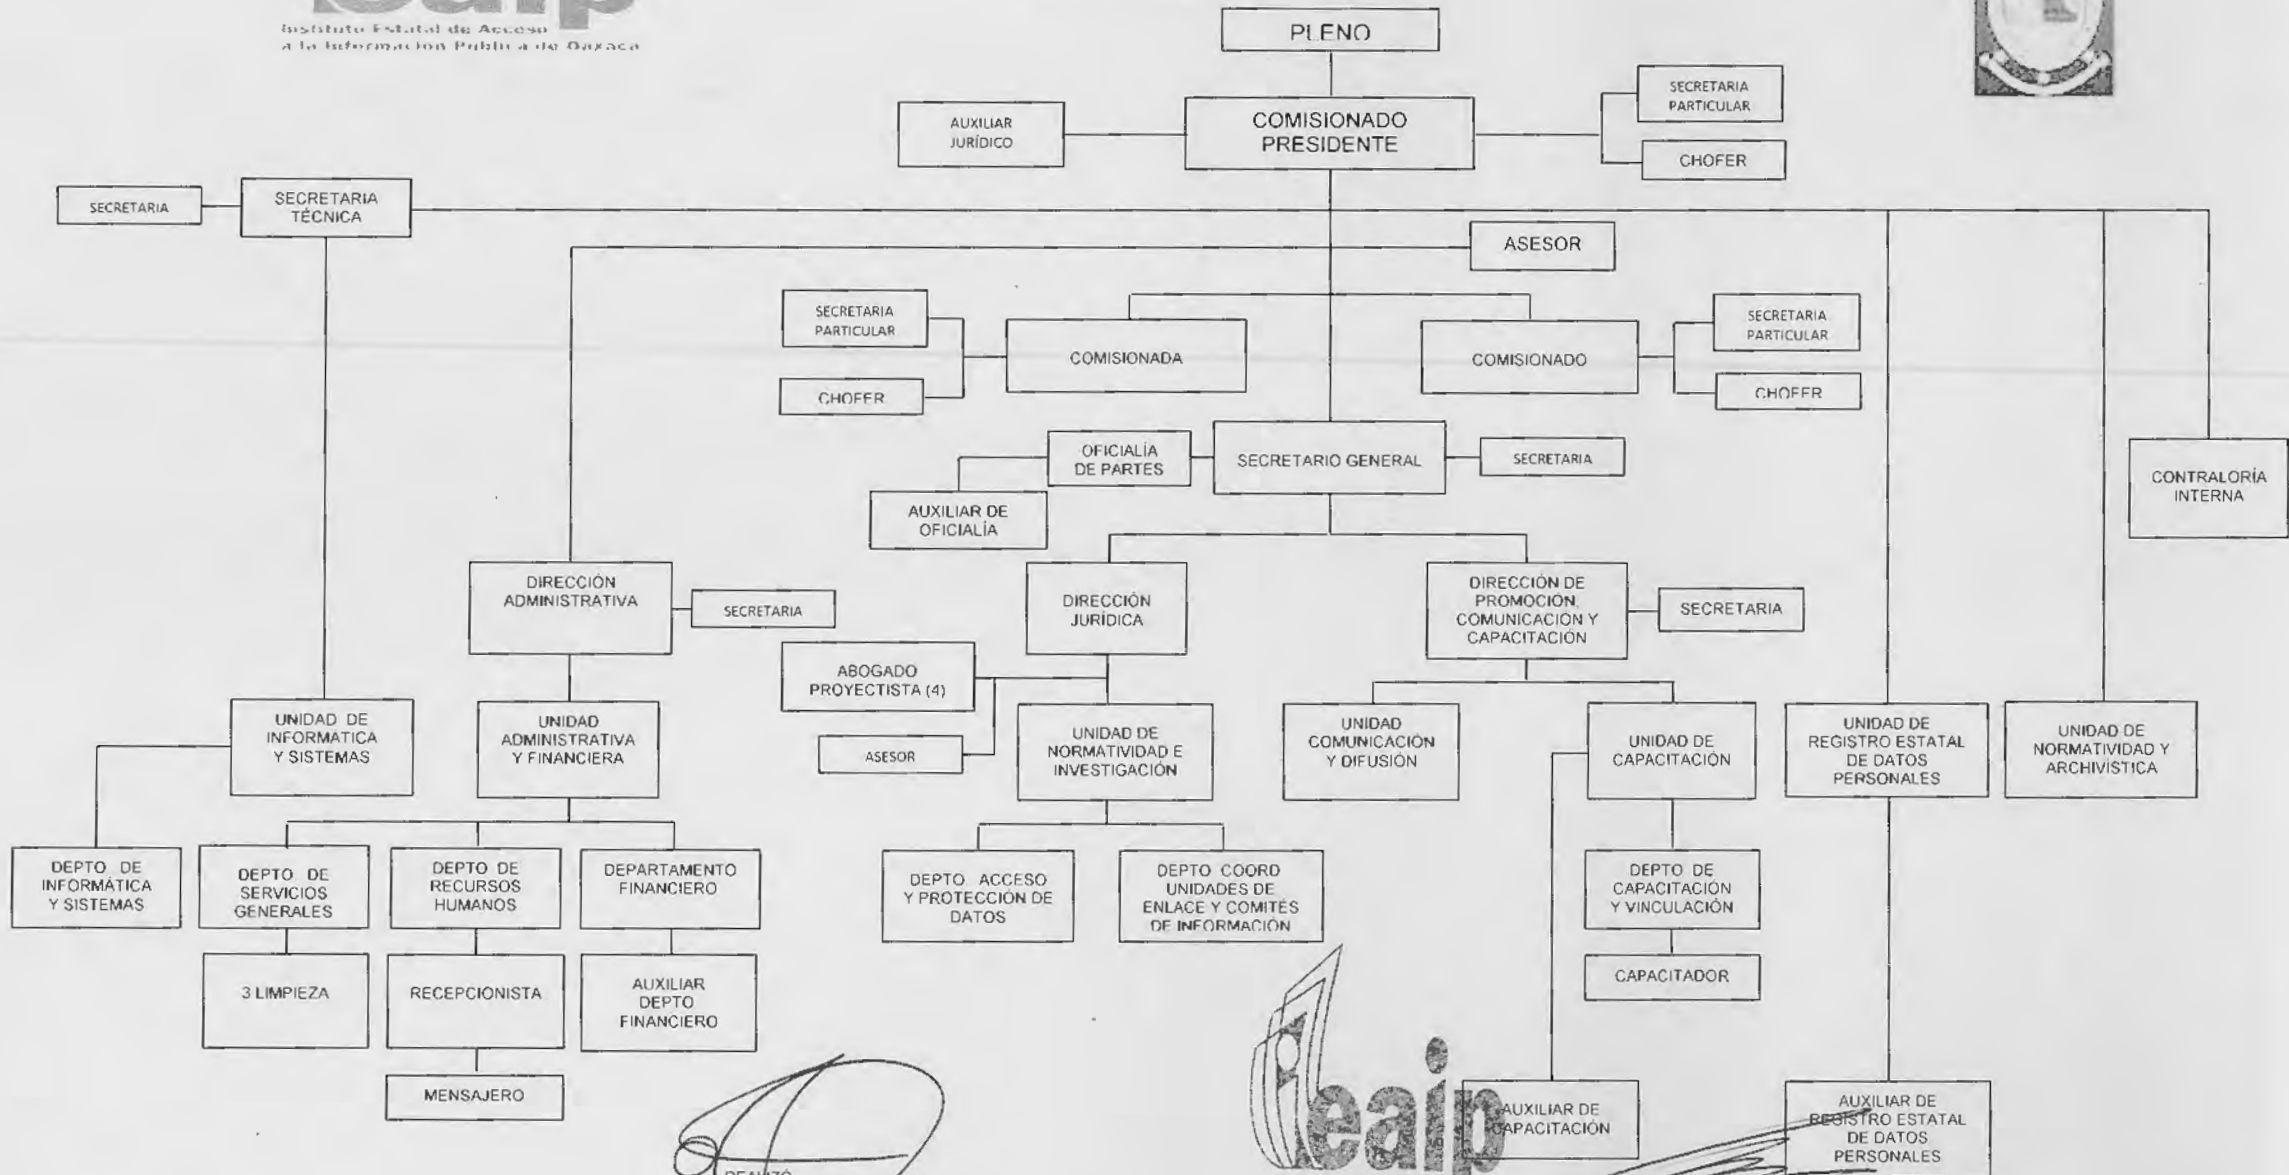 Instituto Estatal de Acceso
a la Información Pública de Oaxaca
PLENO
COMISIONADO
PRESIDENTE
AUXILIAR
JURÍDICO
SECRETARIA
PARTICULAR
CHOFER
SECRETARIA
SECRETARIA
TÉCNICA
ASESOR
SECRETARIA
PARTICULAR
CHOFER
COMISIONADA
COMISIONADO
SECRETARIA
PARTICULAR
CHOFER
OFICIALÍA
DE PARTES
SECRETARIO GENERAL
SECRETARIA
AUXILIAR DE
OFICIALÍA
CONTRALORÍA
INTERNA
DIRECCIÓN
ADMINISTRATIVA
SECRETARIA
DIRECCIÓN
JURÍDICA
DIRECCIÓN DE
PROMOCIÓN,
COMUNICACIÓN Y
CAPACITACIÓN
SECRETARIA
ABOGADO
PROYECTISTA (4)
ASESOR
UNIDAD DE
INFORMÁTICA
Y SISTEMAS
UNIDAD
ADMINISTRATIVA
Y FINANCIERA
UNIDAD DE
NORMATIVIDAD E
INVESTIGACIÓN
UNIDAD
COMUNICACIÓN
Y DIFUSIÓN
UNIDAD DE
CAPACITACIÓN
UNIDAD DE
REGISTRO ESTATAL
DE DATOS
PERSONALES
UNIDAD DE
NORMATIVIDAD Y
ARCHIVÍSTICA
DEPTO. DE
INFORMÁTICA
Y SISTEMAS
DEPTO. DE
SERVICIOS
GENERALES
DEPTO DE
RECURSOS
HUMANOS
DEPARTAMENTO
FINANCIERO
DEPTO. ACCESO
Y PROTECCIÓN DE
DATOS
DEPTO COORD
UNIDADES DE
ENLACE Y COMITÉS
DE INFORMACIÓN
DEPTO DE
CAPACITACIÓN
Y VINCULACIÓN
3 LIMPIEZA
RECEPCIONISTA
AUXILIAR
DEPTO
FINANCIERO
CAPACITADOR
MENSAJERO
ieaip
AUXILIAR DE
CAPACITACIÓN
AUXILIAR DE
REGISTRO ESTATAL
DE DATOS
PERSONALES